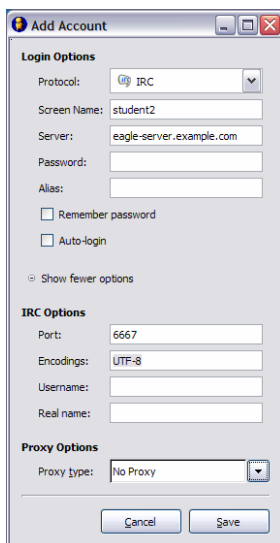 Add Account
Login Options
Protocol: IRC
Screen Name: student2
Server: eagle-server.example.com
Password:
Alias:
Remember password
Auto-login
Show fewer options
IRC Options
Port: 6667
Encodings: UTF-8
Username:
Real name:
Proxy Options
Proxy type: No Proxy
Cancel Save